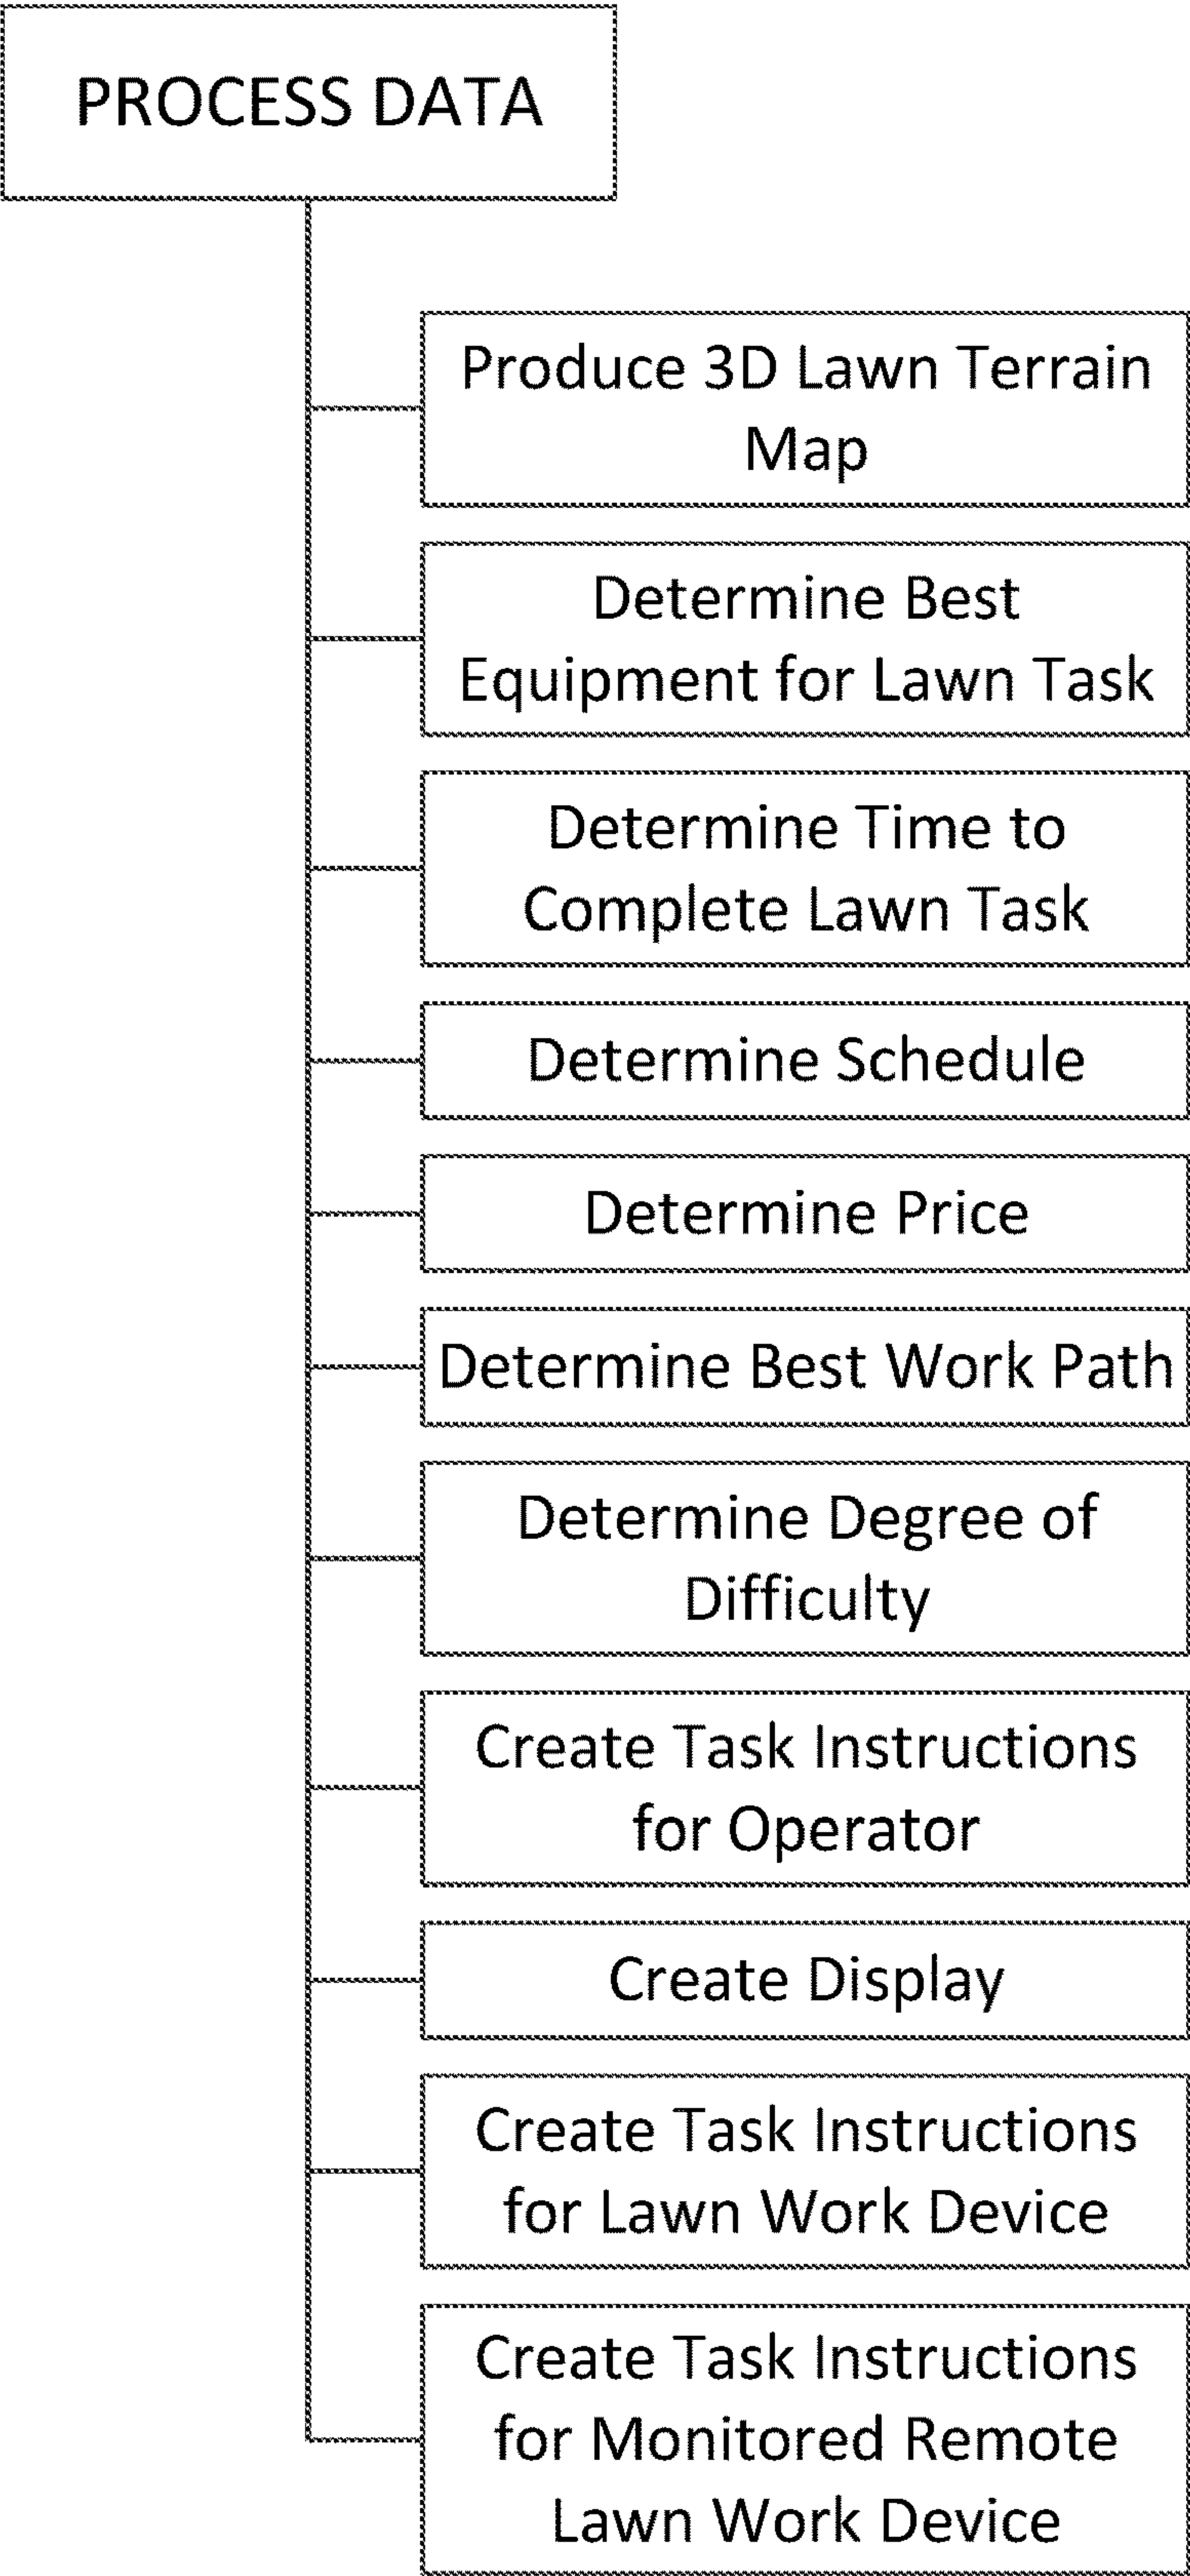 PROCESS DATA
Produce 3D Lawn Terrain
Map
Determine Best
Equipment for Lawn Task
Determine Time to
Complete Lawn Task
Determine Schedule
Determine Price
Determine Best Work Path
Determine Degree of
Difficulty
Create Task Instructions
for Operator
Create Display
Create Task Instructions
for Lawn Work Device
Create Task Instructions
for Monitored Remote
Lawn Work Device